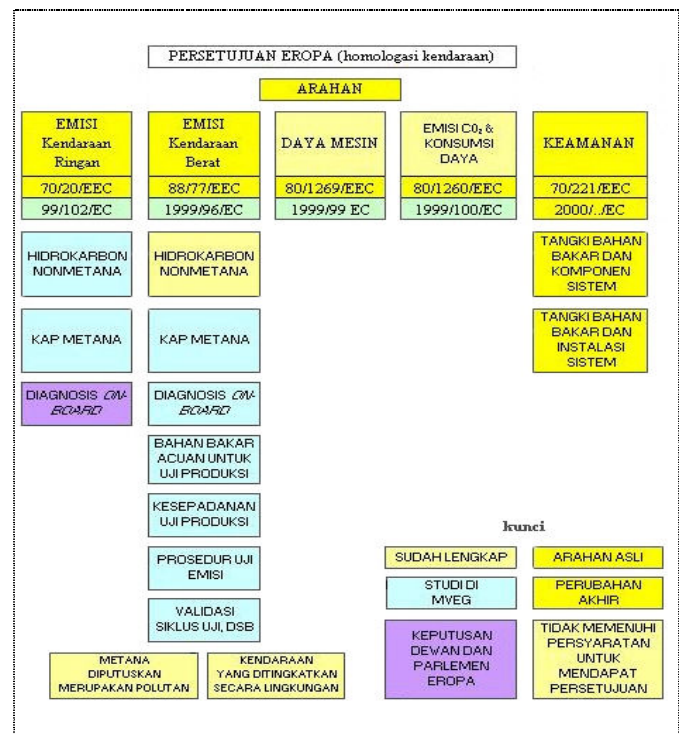 PERSETUJUAN EROPA (homologasi kendaraan)
ARAHAN
EMISI
Kendaraan
Ringan
70/20/EEC
99/102/EC
EMISI
Kendaraan
Berat
88/77/EEC
1999/96/EC
DAYA MESIN
80/1269/EEC
1999/99 EC
EMISI CO₂ &
KONSUMSI
DAYA
80/1260/EEC
1999/100/EC
KEAMANAN
70/221/EEC
2000/../EC
HIDROKARBON
NONMETANA
KAP METANA
DIAGNOSIS ON-
BOARD
HIDROKARBON
NONMETANA
KAP METANA
DIAGNOSIS ON-
BOARD
BAHAN BAKAR
ACUAN UNTUK
UJI PRODUKSI
KESEPADANAN
UJI PRODUKSI
PROSEDUR UJI
EMISI
VALIDASI
SIKLUS UJI, DSB
TANGKI BAHAN
BAKAR DAN
KOMPONEN
SISTEM
TANGKI BAHAN
BAKAR DAN
INSTALASI
SISTEM
METANA
DIPUTUSKAN
MERUPAKAN POLUTAN
KENDARAAN
YANG DITINGKATKAN
SECARA LINGKUNGAN
kunci
SUDAH LENGKAP
STUDI DI
MVEG
KEPUTUSAN
DEWAN DAN
PARLEMEN
EROPA
ARAHAN ASLI
PERUBAHAN
AKHIR
TIDAK MEMENUHI
PERSYARATAN
UNTUK
MENDAPAT
PERSETUJUAN